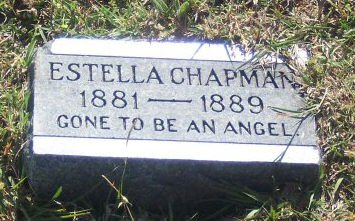 ESTELLA CHAPMAN
1881 — 1889
GONE TO BE AN ANGEL